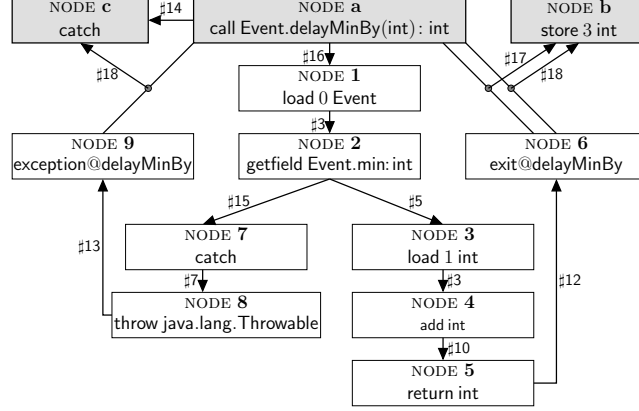 NODE c
catch
♯14
NODE a
call Event.delayMinBy(int): int
NODE b
store 3 int
♯18
♯16
♯17
♯18
NODE 1
load 0 Event
♯3
NODE 9
exception@delayMinBy
NODE 2
getfield Event.min: int
NODE 6
exit@delayMinBy
♯15
♯5
NODE 7
catch
NODE 3
load 1 int
♯13
♯7
♯3
♯12
NODE 8
throw java.lang.Throwable
NODE 4
add int
♯10
NODE 5
return int